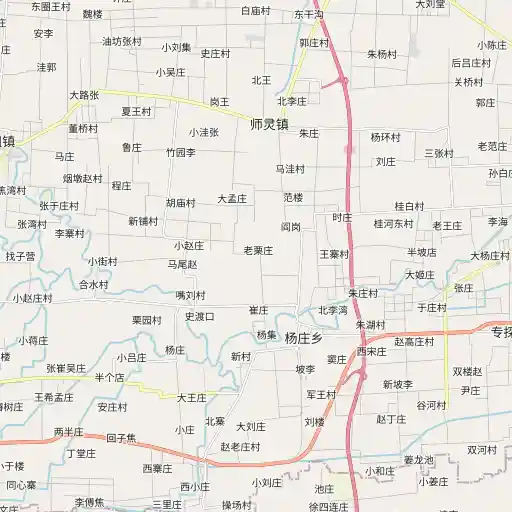 东圈王村
魏楼
白庙村
东干沟
大刘堂
安李
油坊张村
小刘集
史庄村
郭庄村
朱杨村
小陈庄
后吕庄村
洼郭
小吴庄
北王
关桥村
大路张
岗王
北李庄
郭庄
夏王村
师灵镇
董桥村
小洼张
朱庄
杨环村
祖镇
鲁庄
竹园李
老范庄
马庄
三张村
刘庄
烟墩赵村
程庄
马洼村
孙白庄
焦湾村
胡庙村
大孟庄
范楼
张于庄村
桂白村
张湾村
新铺村
时庄
桂河东村
老王庄
李海
李寨村
阎岗
小赵庄
老栗庄
王寨村
半坡店
找子营
小街村
马尾赵
大杨庄村
大姬庄
合水村
张庄
小赵庄村
嘴刘村
朱庄村
于庄村
史渡口
崔庄
北李湾
栗园村
朱湖村
杨集
杨庄乡
专探
小蒋庄
杨庄
赵高庄村
小吕庄
新村
西宋庄
窦庄
张崔吴庄
坡李
双楼赵
半个店
新坡李
尹庄
王希孟庄
大王庄
军王村
谷河村
椿树庄
安庄村
北寨
刘楼
赵丁庄
小庄
大刘庄
两半庄
回子焦
赵老庄村
双河村
丁堂庄
姜龙池
小于楼
西寨庄
小和庄
同心寨
西小庄
小刘庄
池庄
小姜庄
文庄
李傅焦
三里庄
操场村
徐四连庄